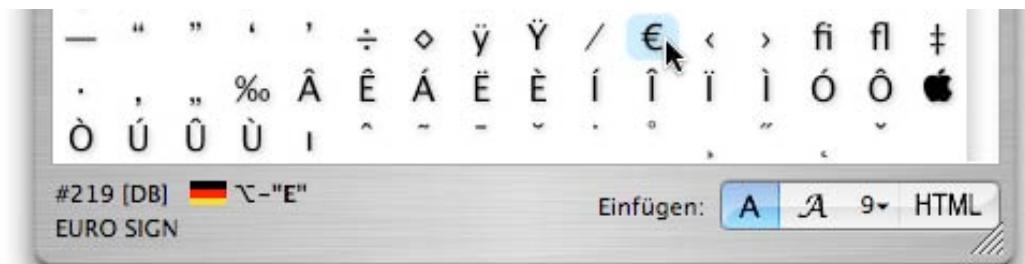 — “ ” ‘ ’ ÷ ◊ ÿ Ÿ ⁄ € ‹ › ﬁ ﬂ ‡
· ‚ „ ‰ Â Ê Á Ë È Í Î Ï Ì Ó Ô 
Ò Ú Û Ù ı ˆ ˜ ¯ ˘ ˙ ˚ ¸ ˝ ˛ ˇ
#219 [DB] ⌥-"E"
EURO SIGN
Einfügen: A 𝒜 9 HTML